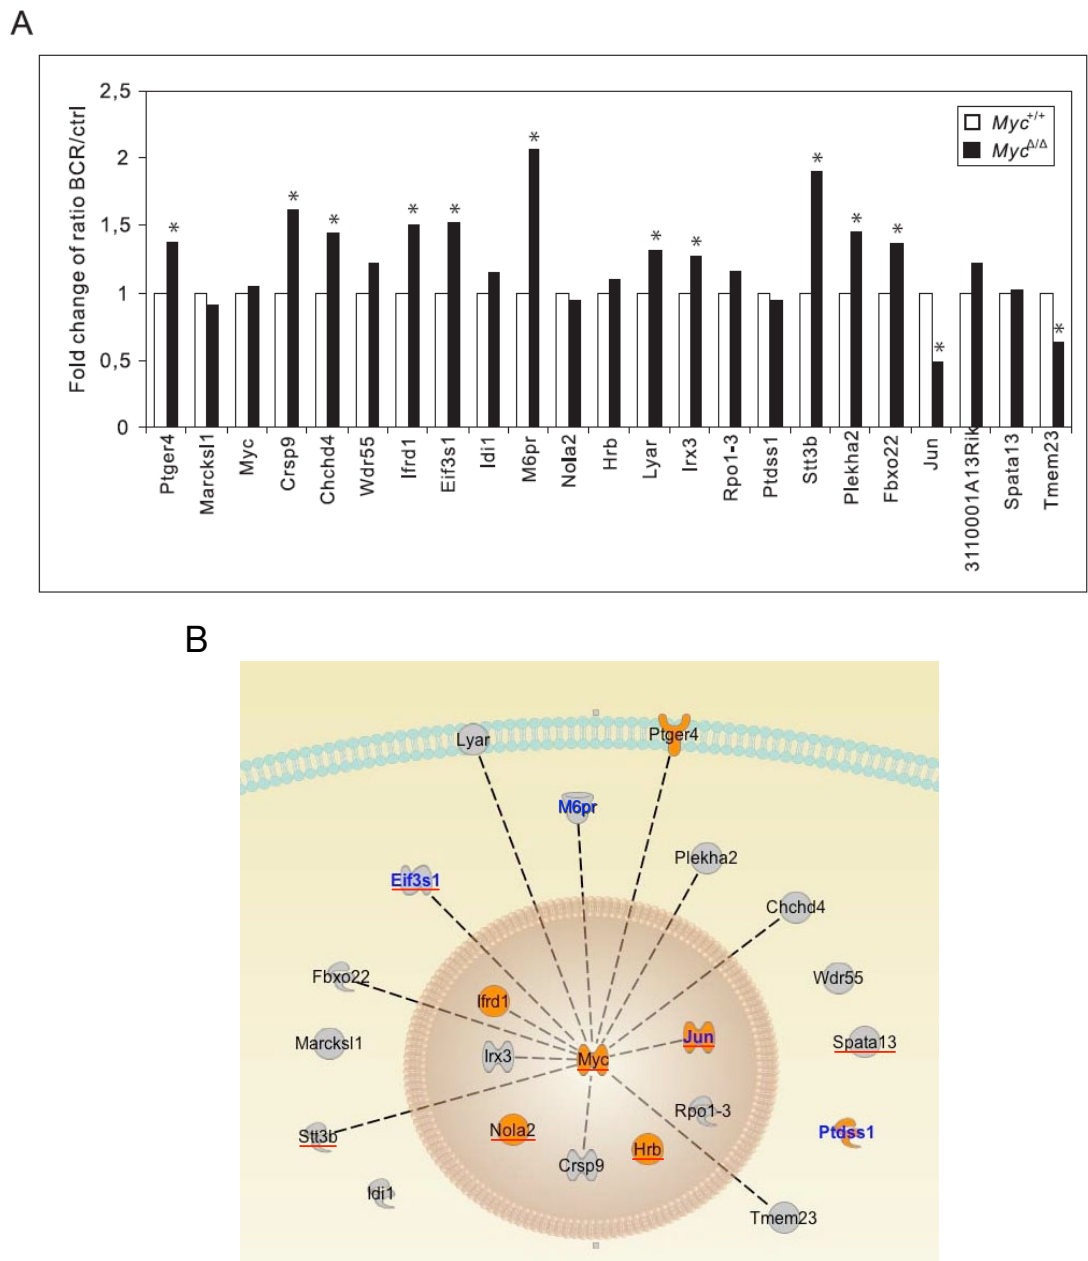 A
Fold change of ratio BCR/ctrl
2,5
2
1,5
1
0,5
0
Myc+/+
MycΔ/Δ
* * * * * * * * * * * * *
Ptger4
Marcksl1
Myc
Crsp9
Chchd4
Wdr55
Ifrd1
Eif3s1
Idi1
M6pr
Nola2
Hrb
Lyar
Irx3
Rpo1-3
Ptdss1
Stt3b
Plekha2
Fbxo22
Jun
3110001A13Rik
Spata13
Tmem23
B
Lyar
Ptger4
M6pr
Plekha2
Eif3s1
Chchd4
Fbxo22
Wdr55
Ifrd1
Marcksl1
Jun
Spata13
Irx3
Myc
Rpo1-3
Stt3b
Nola2
Ptdss1
Hrb
Crsp9
Idi1
Tmem23